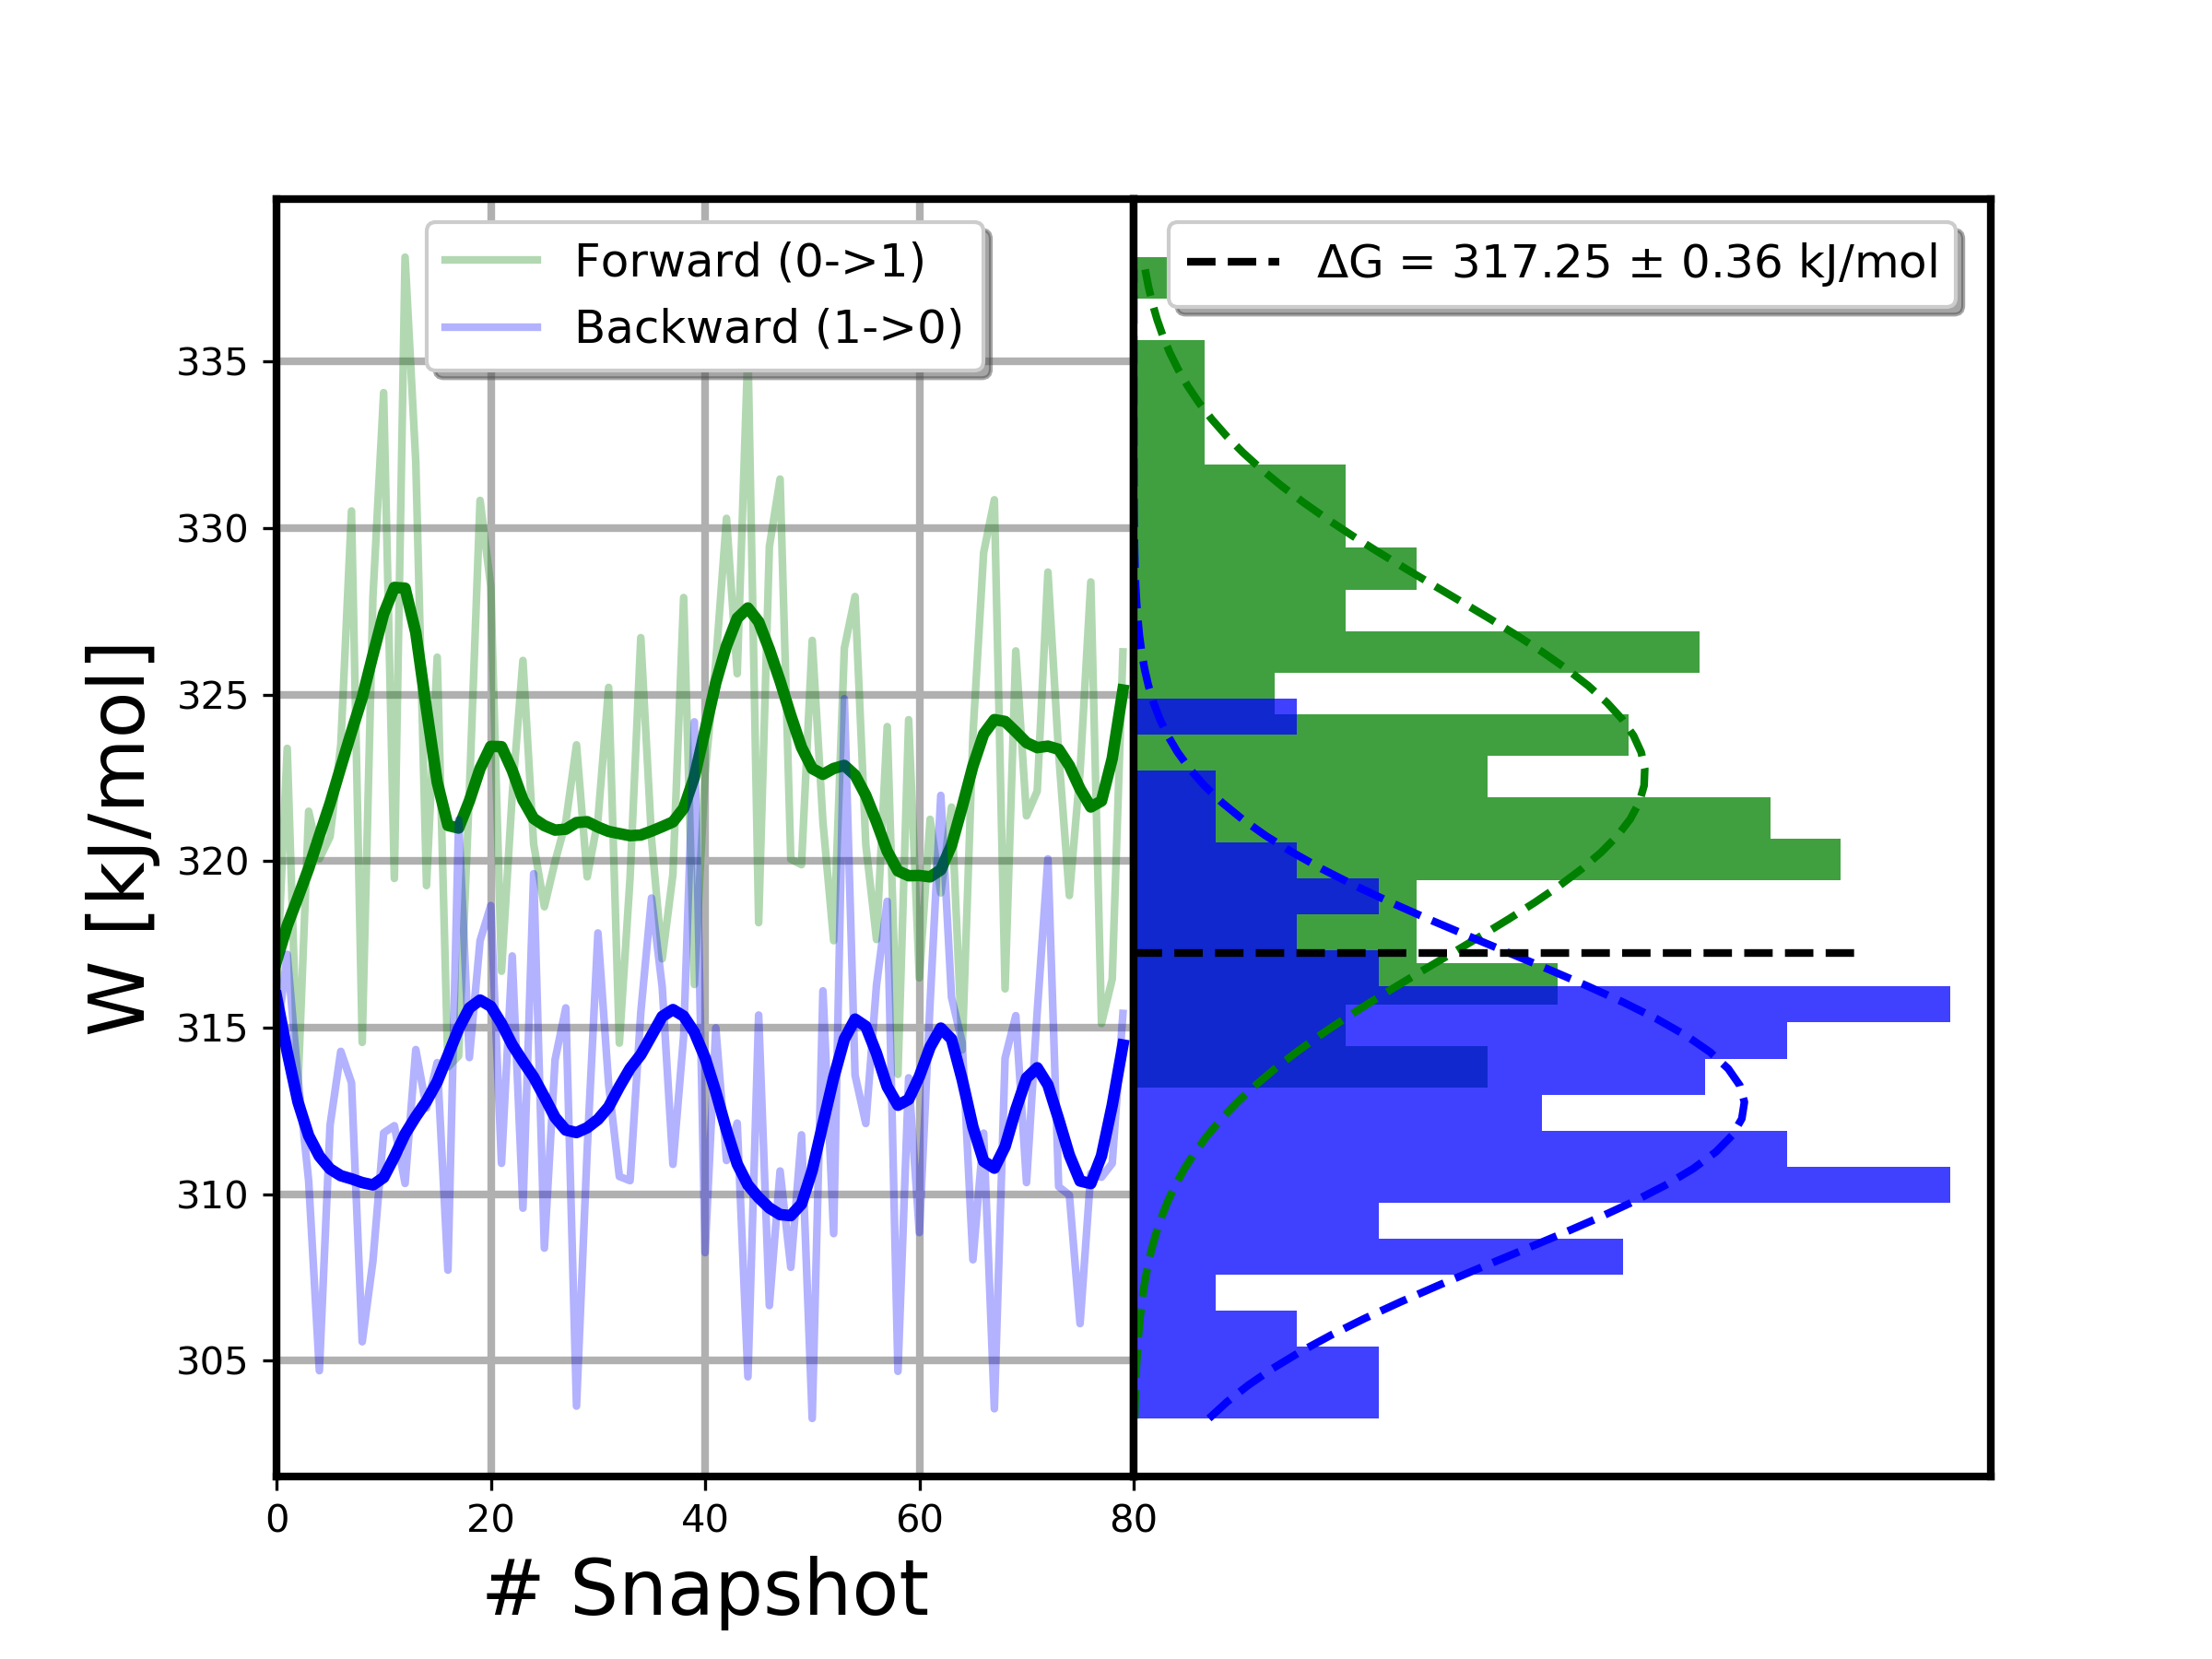 Forward (0->1)
Backward (1->0)
ΔG = 317.25 ± 0.36 kJ/mol
W [kJ/mol]
335
330
325
320
315
310
305
0
20
40
60
80
# Snapshot